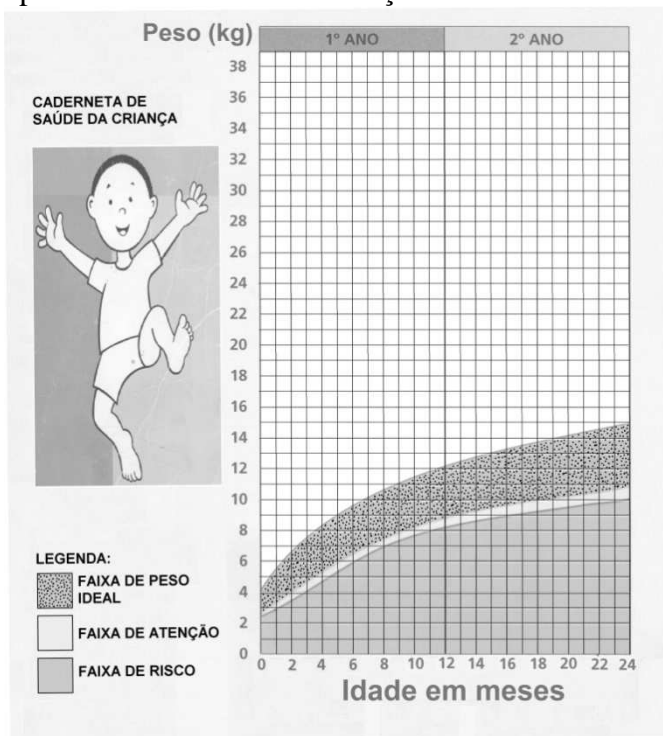 Peso (kg)
1º ANO
2º ANO
38
36
34
32
30
28
26
24
22
20
18
16
14
12
10
8
6
4
2
0
CADERNETA DE
SAÚDE DA CRIANÇA
LEGENDA:
FAIXA DE PESO
IDEAL
FAIXA DE ATENÇÃO
FAIXA DE RISCO
0 2 4 6 8 10 12 14 16 18 20 22 24
Idade em meses